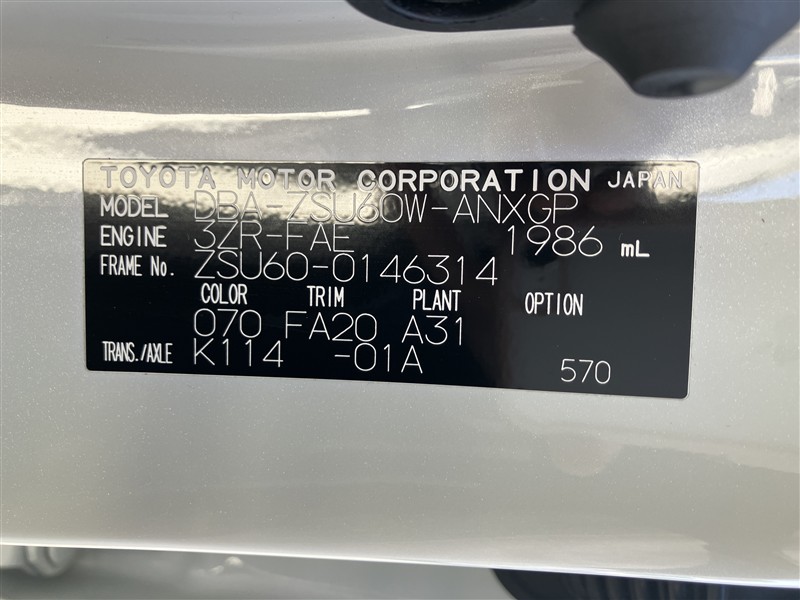 TOYOTA MOTOR CORPORATION JAPAN
MODEL DBA-ZSU60W-ANXGP
ENGINE 3ZR-FAE 1986 mL
FRAME No. ZSU60-0146314
COLOR TRIM PLANT OPTION
070 FA20 A31
TRANS./AXLE K114 -01A 570